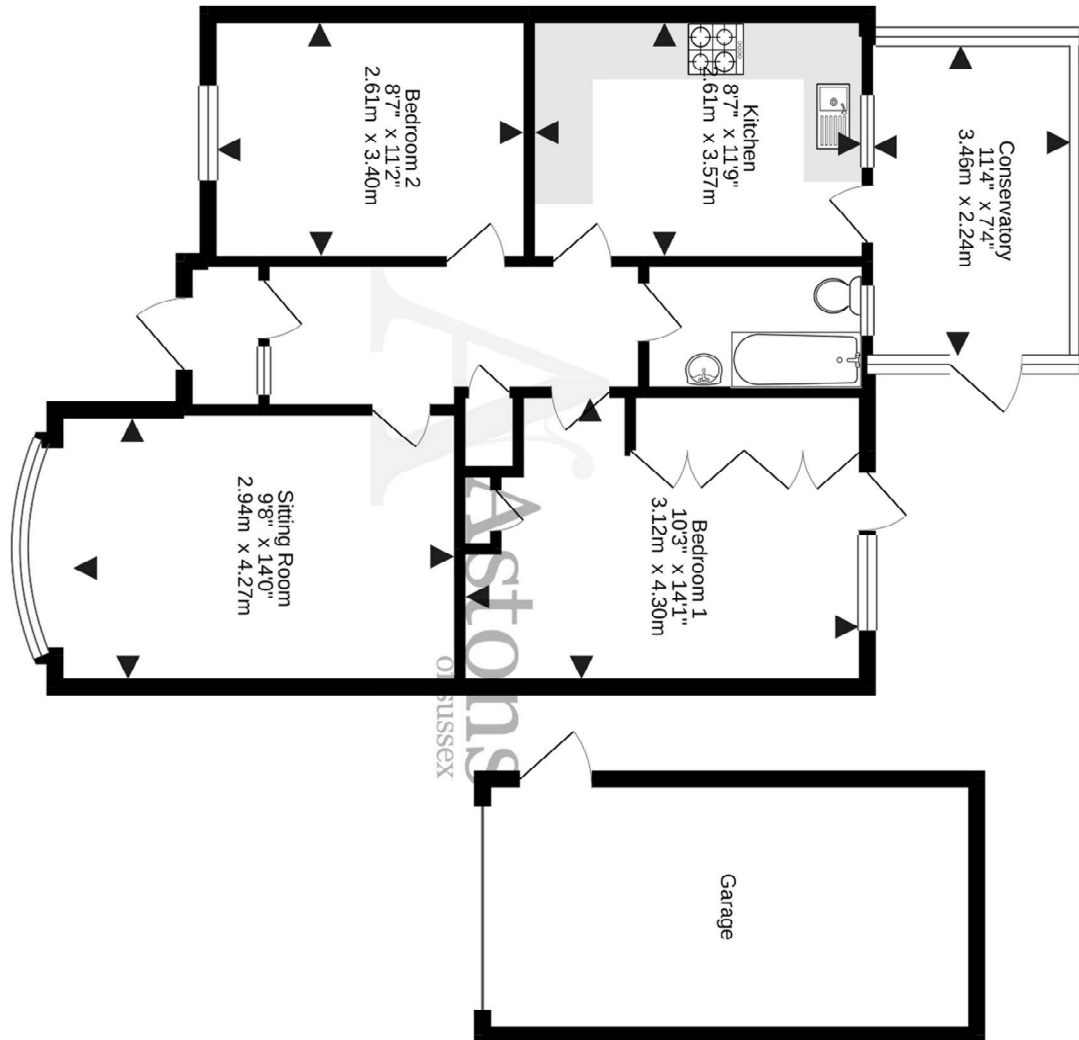 Bedroom 2
8'7" x 11'2"
2.61m x 3.40m
Kitchen
8'7" x 11'9"
2.61m x 3.57m
Conservatory
11'4" x 7'4"
3.46m x 2.24m
Sitting Room
9'8" x 14'0"
2.94m x 4.27m
Bedroom 1
10'3" x 14'1"
3.12m x 4.30m
Garage
A
Astons
of sussex